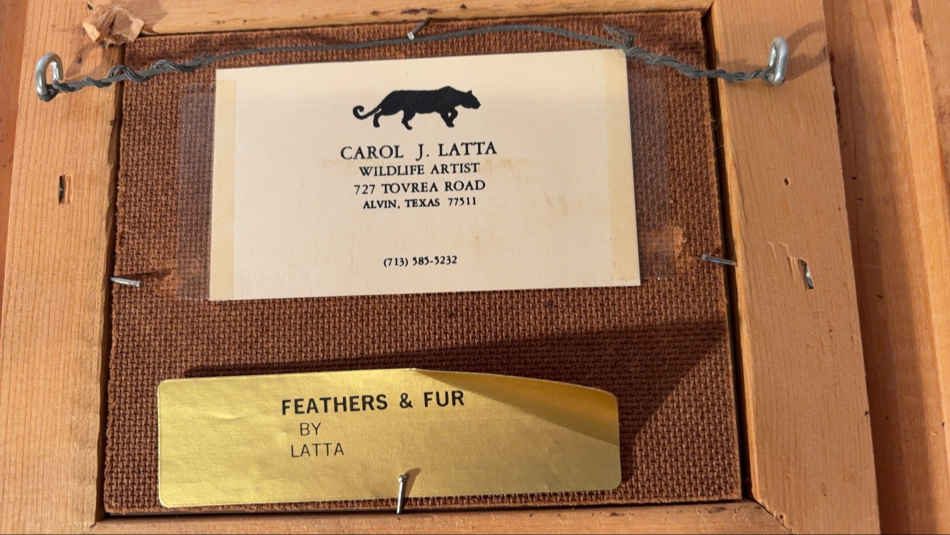 CAROL J. LATTA
WILDLIFE ARTIST
727 TOVREA ROAD
ALVIN, TEXAS 77511
(713) 585-5232
FEATHERS & FUR
BY
LATTA